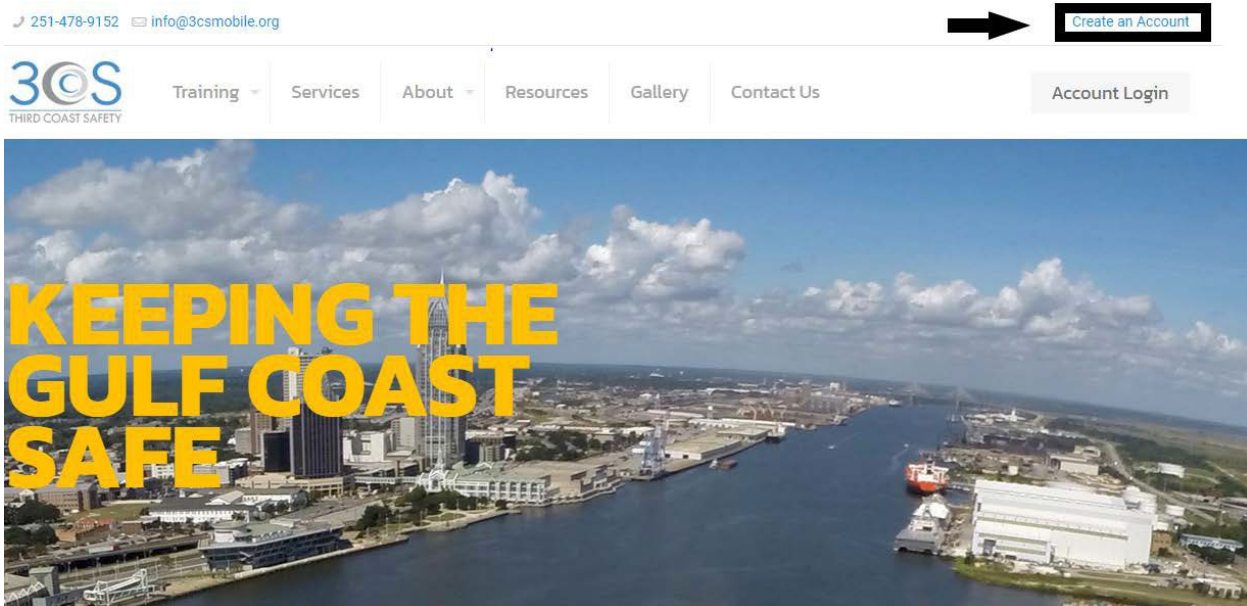 251-478-9152 info@3csmobile.org Create an Account
3CS
THIRD COAST SAFETY
Training Services About Resources Gallery Contact Us Account Login
KEEPING THE
GULF COAST
SAFE